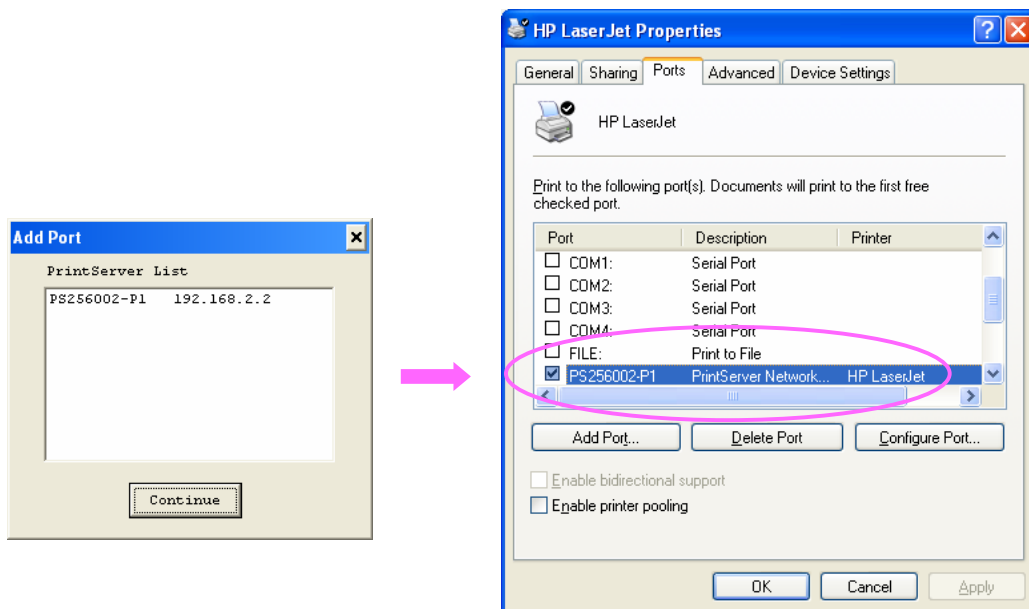 Add Port
PrintServer List
PS256002-P1 192.168.2.2
Continue
HP LaserJet Properties
General Sharing Ports Advanced Device Settings
HP LaserJet
Print to the following port(s). Documents will print to the first free
checked port.
Port Description Printer
COM1: Serial Port
COM2: Serial Port
COM3: Serial Port
COM4: Serial Port
FILE: Print to File
PS256002-P1 PrintServer Network... HP LaserJet
Add Port... Delete Port Configure Port...
Enable bidirectional support
Enable printer pooling
OK Cancel Apply